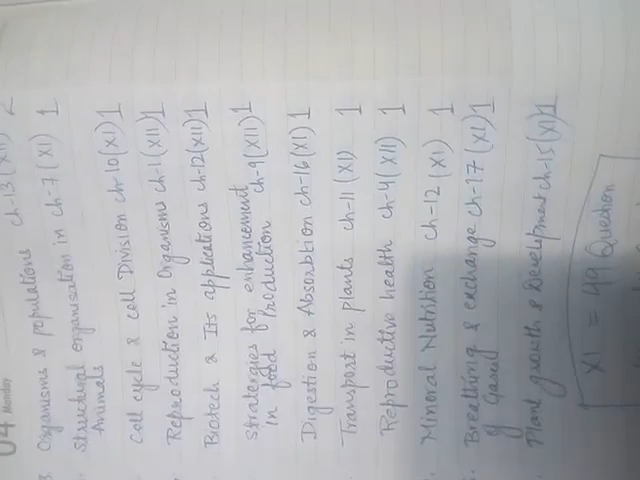 04 Monday
3. Organisms & populations ch-13 (XII) 2
Structural organisation in ch-7 (XI) 1
Animals
Cell cycle & cell Division ch-10(XI) 1
Reproduction in Organisms ch-1(XII) 1
Biotech & Its applications ch-12(XII) 1
Stratergies for enhancement
in food Production ch-9(XII) 1
Digestion & Absorbtion ch-16(XI) 1
Transport in plants ch-11 (XI) 1
Reproductive health ch-4(XII) 1
Mineral Nutrition ch-12 (XI) 1
Breathing & exchange ch-17(XI) 1
of Gases
Plant growth & Development ch-15(XI) 1
XI = 49 Question